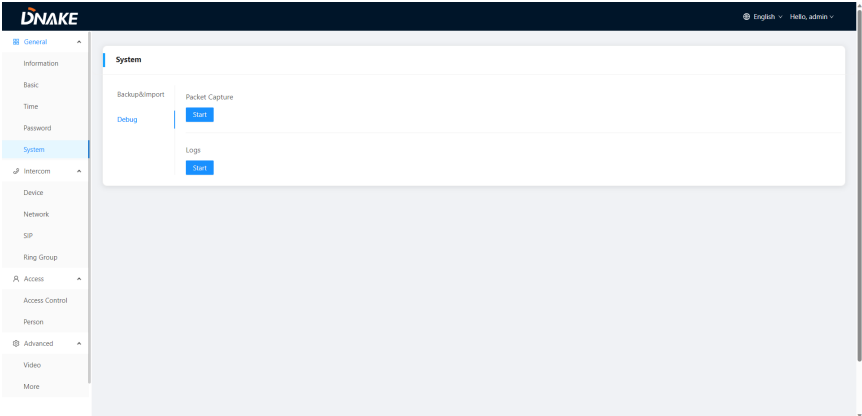 DNAKE
English
Hello, admin
General
Information
Basic
Time
Password
System
Intercom
Device
Network
SIP
Ring Group
Access
Access Control
Person
Advanced
Video
More
System
Backup&Import
Debug
Packet Capture
Start
Logs
Start